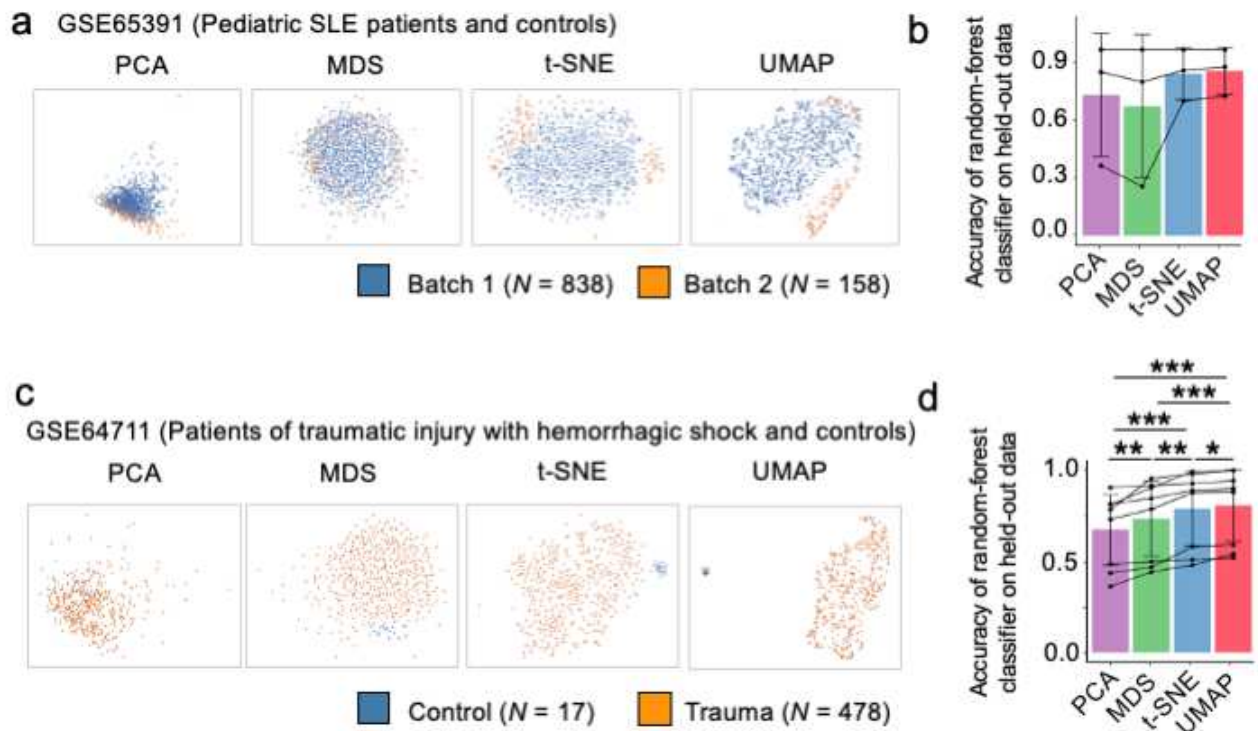 a GSE65391 (Pediatric SLE patients and controls)
PCA MDS t-SNE UMAP
Batch 1 (N = 838) Batch 2 (N = 158)
b
Accuracy of random-forest
classifier on held-out data
0.9
0.6
0.3
0.0
PCA MDS t-SNE UMAP
c
GSE64711 (Patients of traumatic injury with hemorrhagic shock and controls)
PCA MDS t-SNE UMAP
Control (N = 17) Trauma (N = 478)
d
***
***
***
** ** *
Accuracy of random-forest
classifier on held-out data
1.0
0.5
0.0
PCA MDS t-SNE UMAP